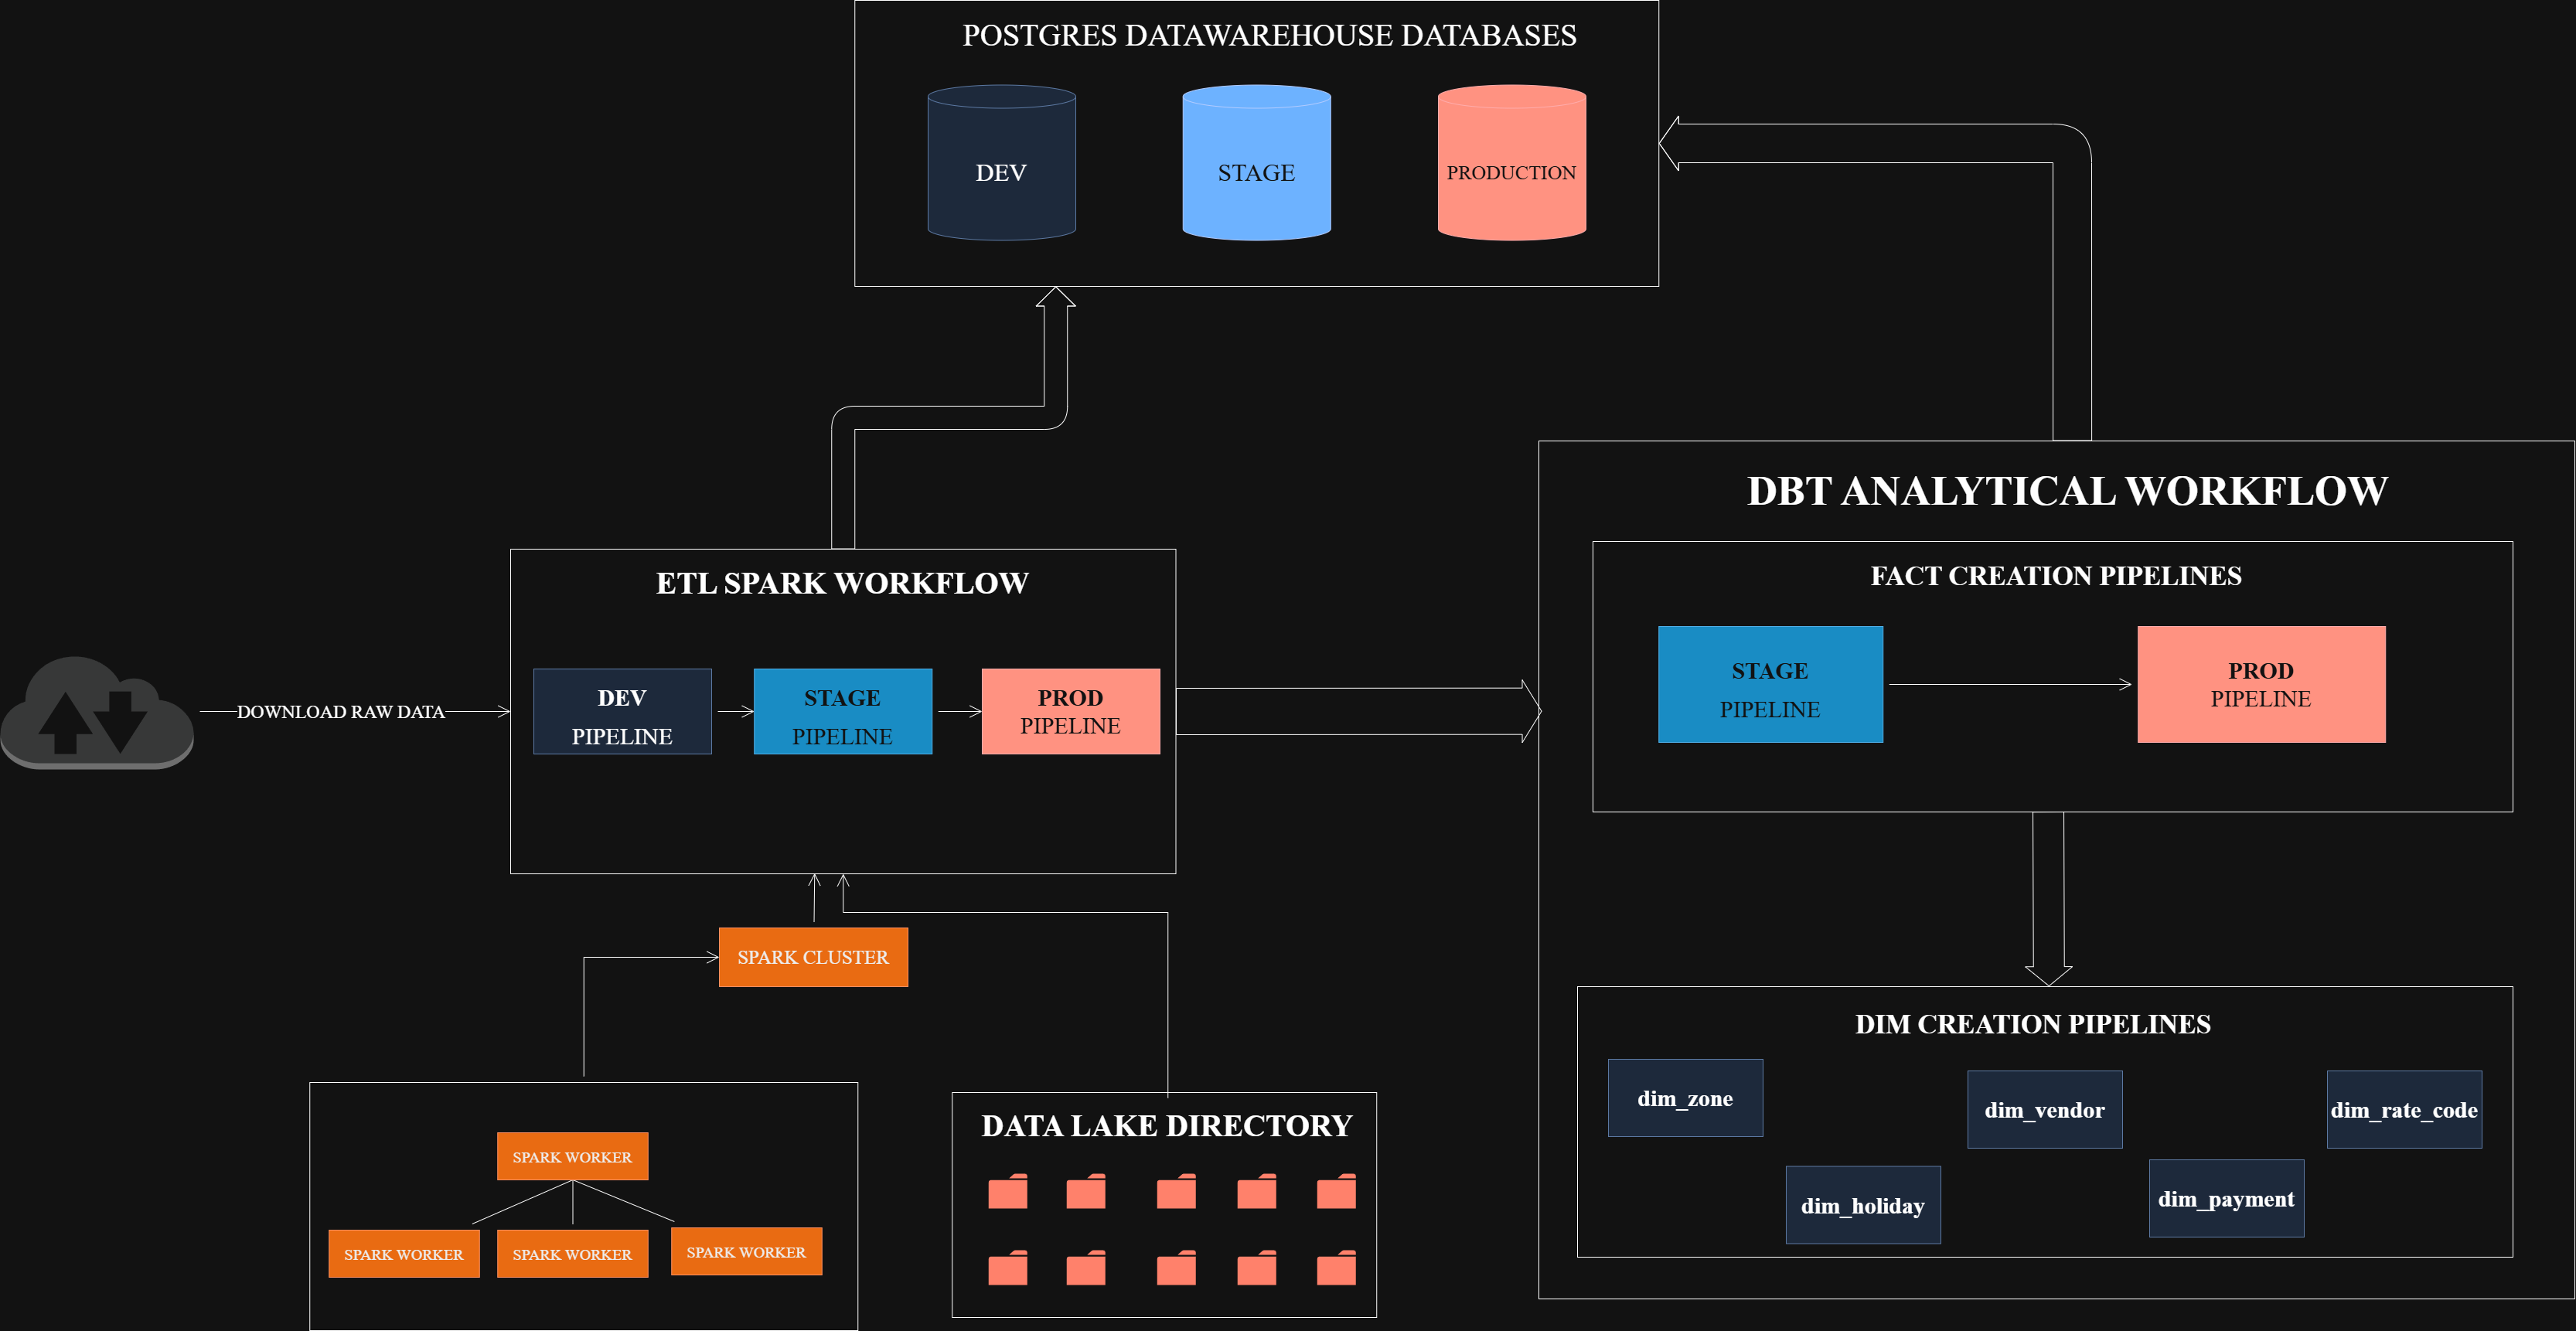 POSTGRES DATAWAREHOUSE DATABASES
DEV
STAGE
PRODUCTION
DBT ANALYTICAL WORKFLOW
FACT CREATION PIPELINES
STAGE
PIPELINE
PROD
PIPELINE
ETL SPARK WORKFLOW
DEV
PIPELINE
STAGE
PIPELINE
PROD
PIPELINE
DOWNLOAD RAW DATA
SPARK CLUSTER
SPARK WORKER
SPARK WORKER
SPARK WORKER
SPARK WORKER
DATA LAKE DIRECTORY
DIM CREATION PIPELINES
dim_zone
dim_vendor
dim_rate_code
dim_holiday
dim_payment